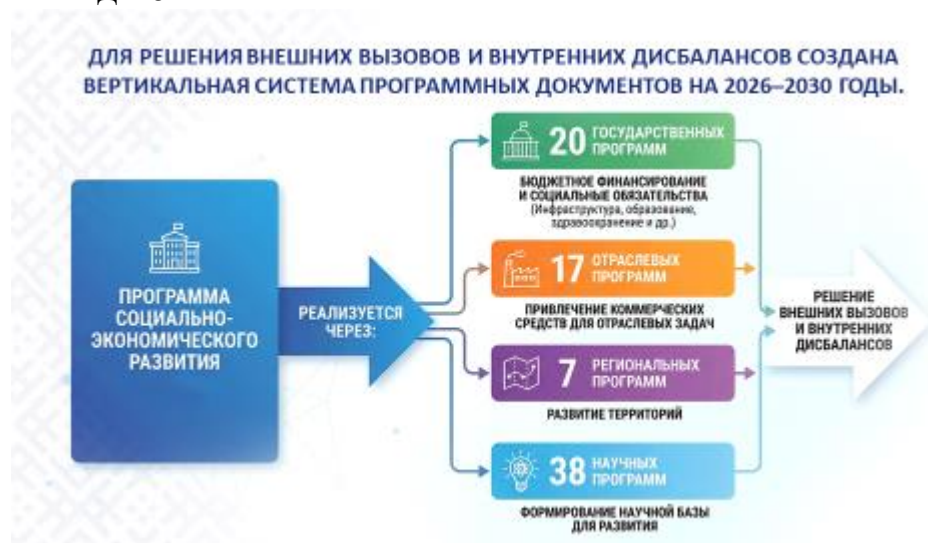 ДЛЯ РЕШЕНИЯ ВНЕШНИХ ВЫЗОВОВ И ВНУТРЕННИХ ДИСБАЛАНСОВ СОЗДАНА
ВЕРТИКАЛЬНАЯ СИСТЕМА ПРОГРАММНЫХ ДОКУМЕНТОВ НА 2026–2030 ГОДЫ.
ПРОГРАММА
СОЦИАЛЬНО-
ЭКОНОМИЧЕСКОГО
РАЗВИТИЯ
РЕАЛИЗУЕТСЯ
ЧЕРЕЗ:
20 ГОСУДАРСТВЕННЫХ
ПРОГРАММ
БЮДЖЕТНОЕ ФИНАНСИРОВАНИЕ
И СОЦИАЛЬНЫЕ ОБЯЗАТЕЛЬСТВА
(Инфраструктура, образование,
здравоохранение и др.)
17 ОТРАСЛЕВЫХ
ПРОГРАММ
ПРИВЛЕЧЕНИЕ КОММЕРЧЕСКИХ
СРЕДСТВ ДЛЯ ОТРАСЛЕВЫХ ЗАДАЧ
7 РЕГИОНАЛЬНЫХ
ПРОГРАММ
РАЗВИТИЕ ТЕРРИТОРИЙ
38 НАУЧНЫХ
ПРОГРАММ
ФОРМИРОВАНИЕ НАУЧНОЙ БАЗЫ
ДЛЯ РАЗВИТИЯ
РЕШЕНИЕ
ВНЕШНИХ ВЫЗОВОВ
И ВНУТРЕННИХ
ДИСБАЛАНСОВ